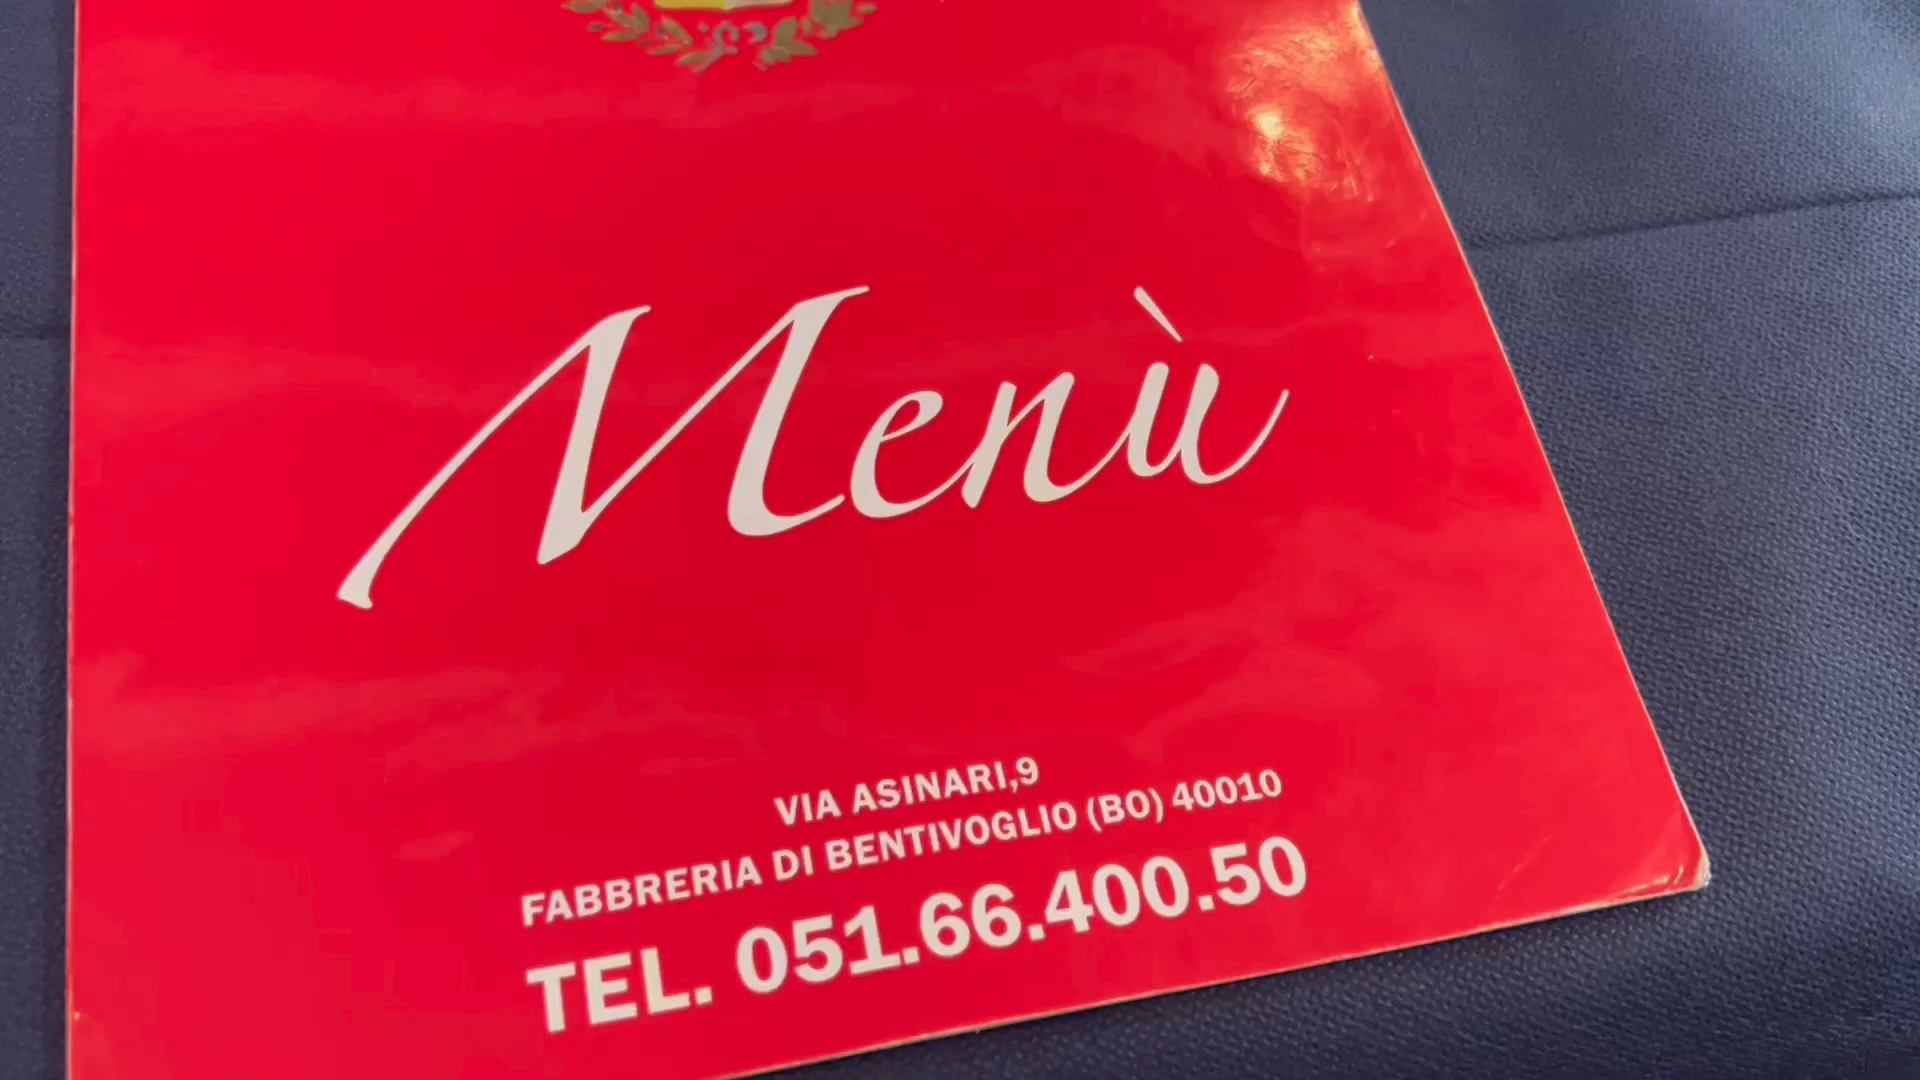 Menù
VIA ASINARI,9
FABBRERIA DI BENTIVOGLIO (BO) 40010
TEL. 051.66.400.50